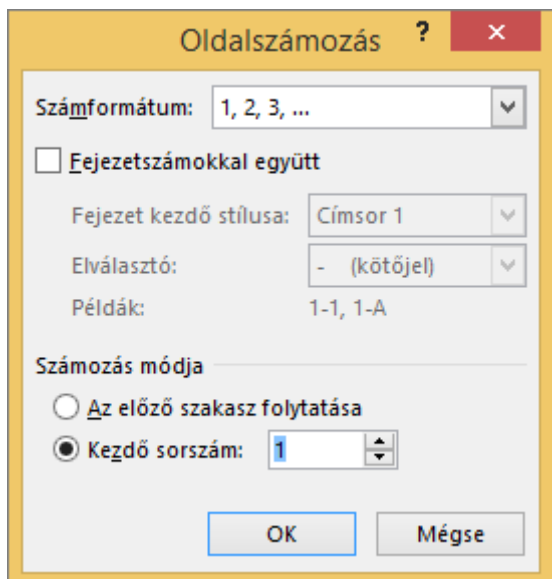 Oldalszámozás ? ×
Számformátum: 1, 2, 3, ...
Fejezetszámokkal együtt
Fejezet kezdő stílusa: Címsor 1
Elválasztó: - (kötőjel)
Példák: 1-1, 1-A
Számozás módja
Az előző szakasz folytatása
Kezdő sorszám: 1
OK Mégse